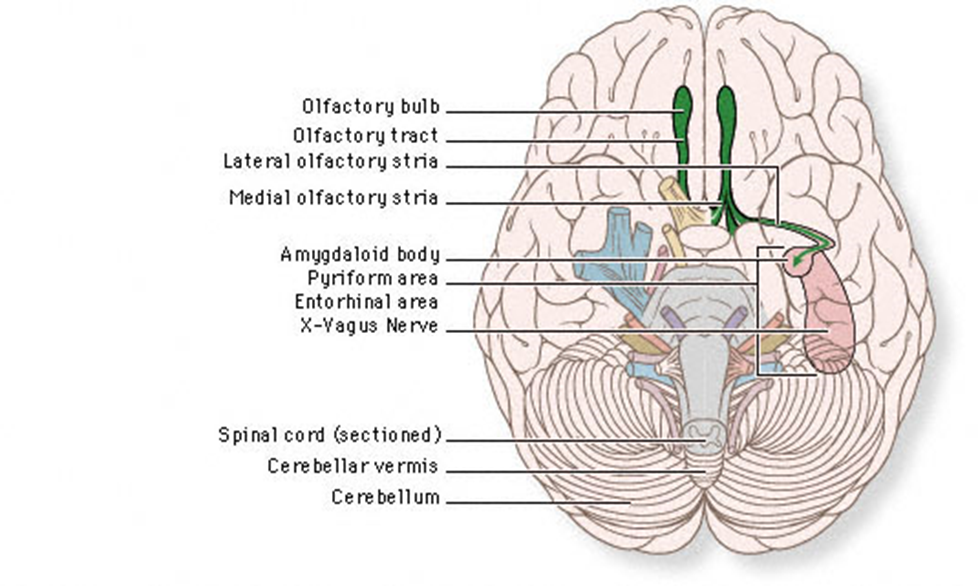 Olfactory bulb
Olfactory tract
Lateral olfactory stria
Medial olfactory stria
Amygdaloid body
Pyriform area
Entorhinal area
X-Vagus Nerve
Spinal cord (sectioned)
Cerebellar vermis
Cerebellum